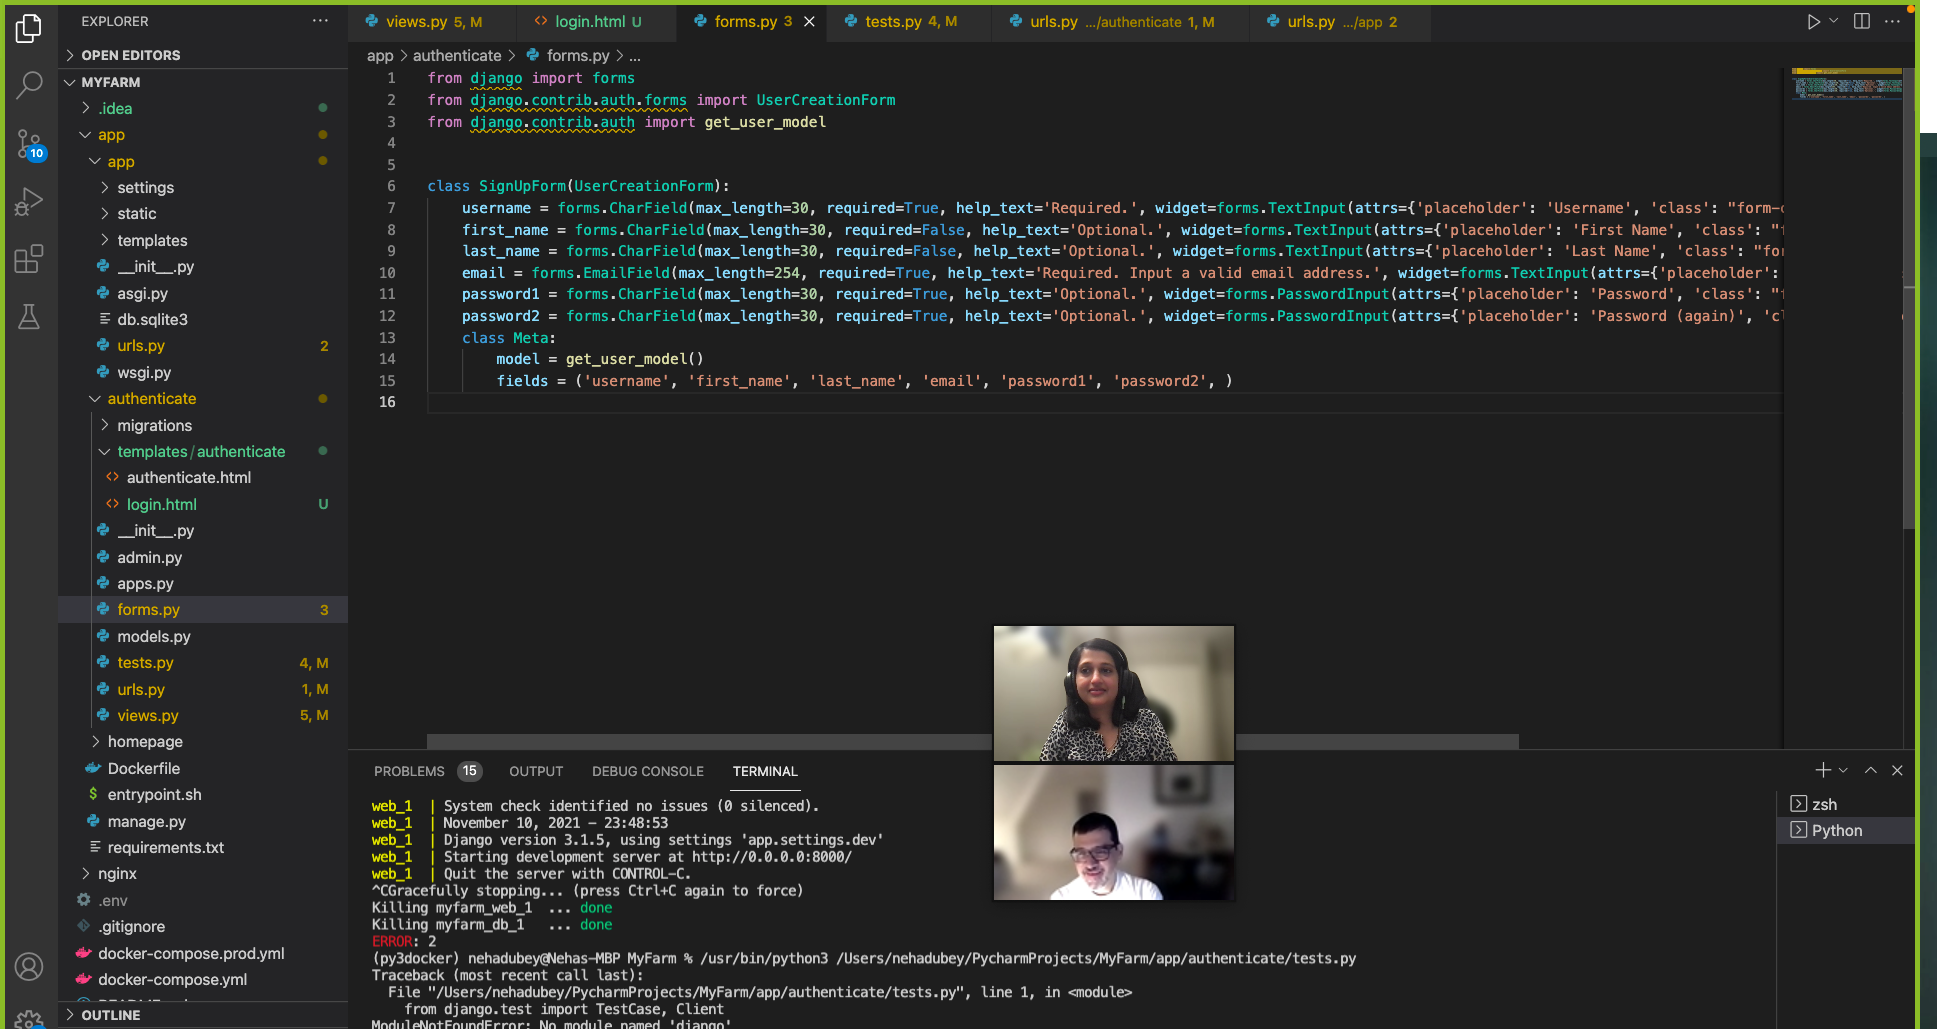 EXPLORER
OPEN EDITORS
MYFARM
.idea
app
app
settings
static
templates
__init__.py
asgi.py
db.sqlite3
urls.py 2
wsgi.py
authenticate
migrations
templates/authenticate
authenticate.html
login.html U
__init__.py
admin.py
apps.py
forms.py 3
models.py
tests.py 4, M
urls.py 1, M
views.py 5, M
homepage
Dockerfile
entrypoint.sh
manage.py
requirements.txt
nginx
.env
.gitignore
docker-compose.prod.yml
docker-compose.yml
OUTLINE
10
views.py 5, M login.html U forms.py 3 tests.py 4, M urls.py .../authenticate 1, M urls.py .../app 2
app > authenticate > forms.py > ...
1 from django import forms
2 from django.contrib.auth.forms import UserCreationForm
3 from django.contrib.auth import get_user_model
4
5
6 class SignUpForm(UserCreationForm):
7 username = forms.CharField(max_length=30, required=True, help_text='Required.', widget=forms.TextInput(attrs={'placeholder': 'Username', 'class': "form-
8 first_name = forms.CharField(max_length=30, required=False, help_text='Optional.', widget=forms.TextInput(attrs={'placeholder': 'First Name', 'class': "
9 last_name = forms.CharField(max_length=30, required=False, help_text='Optional.', widget=forms.TextInput(attrs={'placeholder': 'Last Name', 'class': "for
10 email = forms.EmailField(max_length=254, required=True, help_text='Required. Input a valid email address.', widget=forms.TextInput(attrs={'placeholder':
11 password1 = forms.CharField(max_length=30, required=True, help_text='Optional.', widget=forms.PasswordInput(attrs={'placeholder': 'Password', 'class': "
12 password2 = forms.CharField(max_length=30, required=True, help_text='Optional.', widget=forms.PasswordInput(attrs={'placeholder': 'Password (again)', 'cl
13 class Meta:
14 model = get_user_model()
15 fields = ('username', 'first_name', 'last_name', 'email', 'password1', 'password2', )
16
PROBLEMS 15 OUTPUT DEBUG CONSOLE TERMINAL
web_1 | System check identified no issues (0 silenced).
web_1 | November 10, 2021 - 23:48:53
web_1 | Django version 3.1.5, using settings 'app.settings.dev'
web_1 | Starting development server at http://0.0.0.0:8000/
web_1 | Quit the server with CONTROL-C.
^CGracefully stopping... (press Ctrl+C again to force)
Killing myfarm_web_1 ... done
Killing myfarm_db_1 ... done
ERROR: 2
(py3docker) nehadubey@Nehas-MBP MyFarm % /usr/bin/python3 /Users/nehadubey/PycharmProjects/MyFarm/app/authenticate/tests.py
Traceback (most recent call last):
File "/Users/nehadubey/PycharmProjects/MyFarm/app/authenticate/tests.py", line 1, in <module>
from django.test import TestCase, Client
ModuleNotFoundError: No module named 'django'
zsh
Python